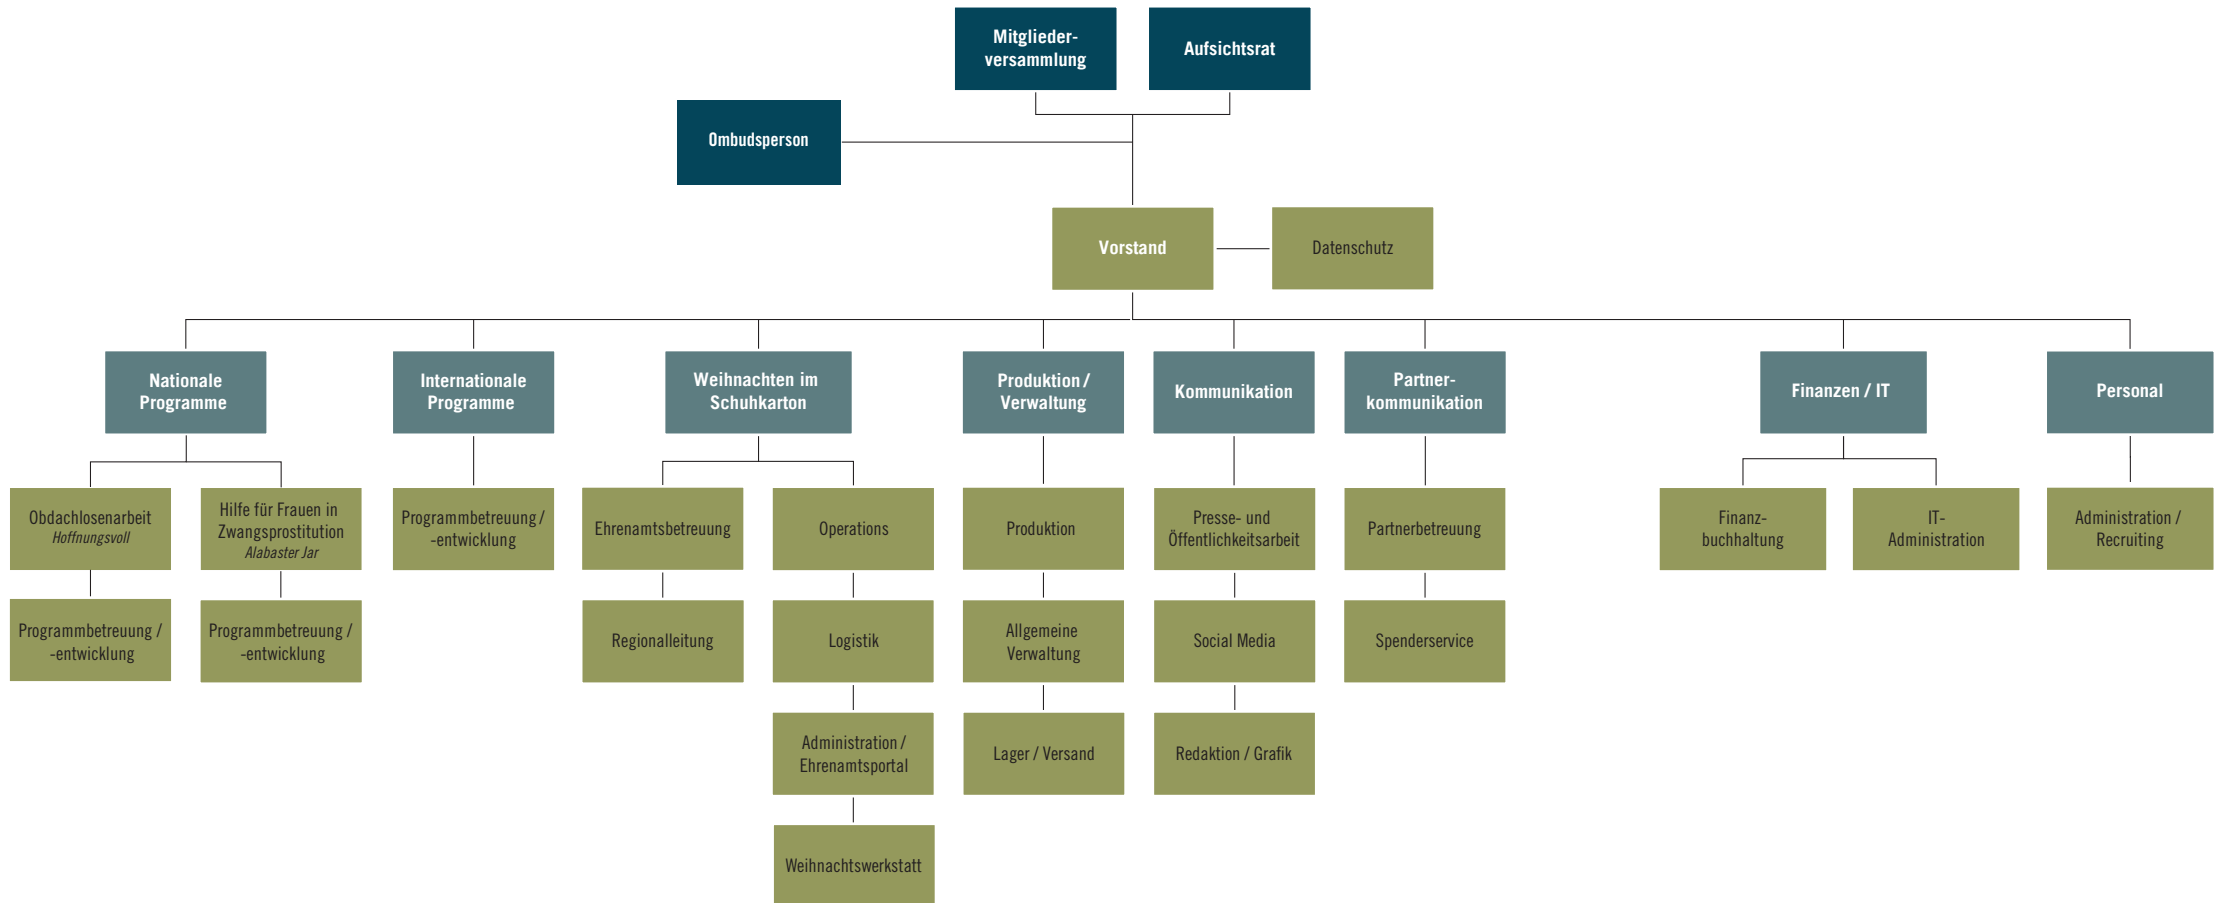 Mitglieder-
versammlung
Aufsichtsrat
Ombudsperson
Vorstand
Datenschutz
Nationale
Programme
Internationale
Programme
Weihnachten im
Schuhkarton
Produktion /
Verwaltung
Kommunikation
Partner-
kommunikation
Finanzen / IT
Personal
Obdachlosenarbeit
Hoffnungsvoll
Hilfe für Frauen in
Zwangsprostitution
Alabaster Jar
Programmbetreuung /
-entwicklung
Ehrenamtsbetreuung
Operations
Produktion
Presse- und
Öffentlichkeitsarbeit
Partnerbetreuung
Finanz-
buchhaltung
IT-
Administration
Administration /
Recruiting
Programmbetreuung /
-entwicklung
Programmbetreuung /
-entwicklung
Regionalleitung
Logistik
Allgemeine
Verwaltung
Social Media
Spenderservice
Administration /
Ehrenamtsportal
Lager / Versand
Redaktion / Grafik
Weihnachtswerkstatt